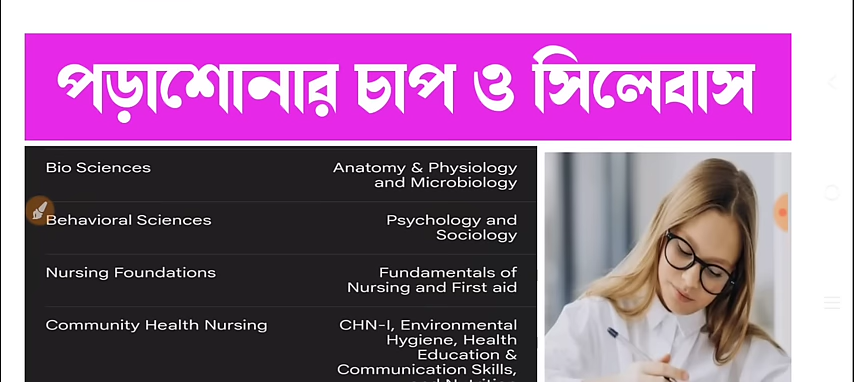 পড়াশোনার চাপ ও সিলেবাস
Bio Sciences
Anatomy & Physiology
and Microbiology
Behavioral Sciences
Psychology and
Sociology
Nursing Foundations
Fundamentals of
Nursing and First aid
Community Health Nursing
CHN-I, Environmental
Hygiene, Health
Education &
Communication Skills,